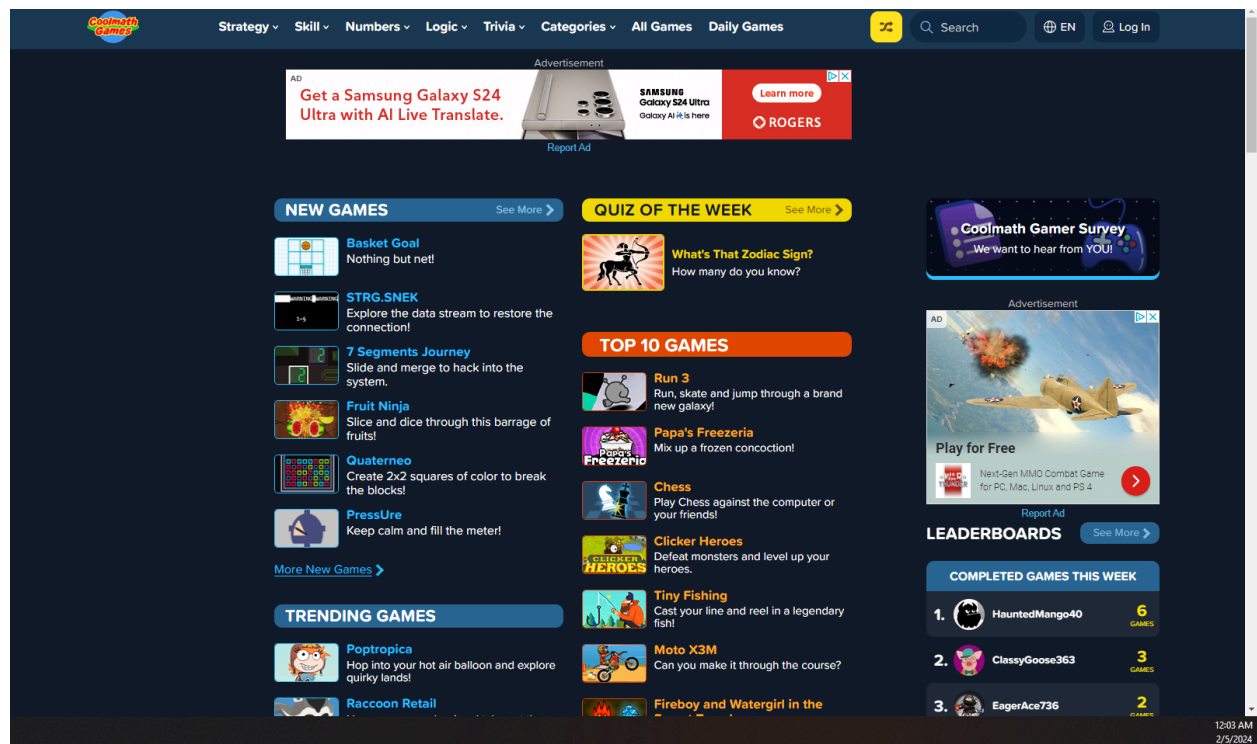 Coolmath Games
Strategy Skill Numbers Logic Trivia Categories All Games Daily Games
Search
EN
Log In
Advertisement
AD
Get a Samsung Galaxy S24
Ultra with AI Live Translate.
SAMSUNG
Galaxy S24 Ultra
Galaxy AI is here
Learn more
ROGERS
Report Ad
NEW GAMES
See More
Basket Goal
Nothing but net!
STRG.SNEK
Explore the data stream to restore the
connection!
7 Segments Journey
Slide and merge to hack into the
system.
Fruit Ninja
Slice and dice through this barrage of
fruits!
Quaterneo
Create 2x2 squares of color to break
the blocks!
PressUre
Keep calm and fill the meter!
More New Games
TRENDING GAMES
Poptropica
Hop into your hot air balloon and explore
quirky lands!
Raccoon Retail
QUIZ OF THE WEEK
See More
What's That Zodiac Sign?
How many do you know?
TOP 10 GAMES
Run 3
Run, skate and jump through a brand
new galaxy!
Papa's Freezeria
Papa's
Freezeria
Mix up a frozen concoction!
Chess
Play Chess against the computer or
your friends!
Clicker Heroes
CLICKER
HEROES
Defeat monsters and level up your
heroes.
Tiny Fishing
Cast your line and reel in a legendary
fish!
Moto X3M
Can you make it through the course?
Fireboy and Watergirl in the
Coolmath Gamer Survey
We want to hear from YOU!
Advertisement
AD
Play for Free
WAR
THUNDER
Next-Gen MMO Combat Game
for PC, Mac, Linux and PS 4
Report Ad
LEADERBOARDS
See More
COMPLETED GAMES THIS WEEK
1. HauntedMango40 6
GAMES
2. ClassyGoose363 3
GAMES
3. EagerAce736 2
GAMES
12:03 AM
2/5/2024